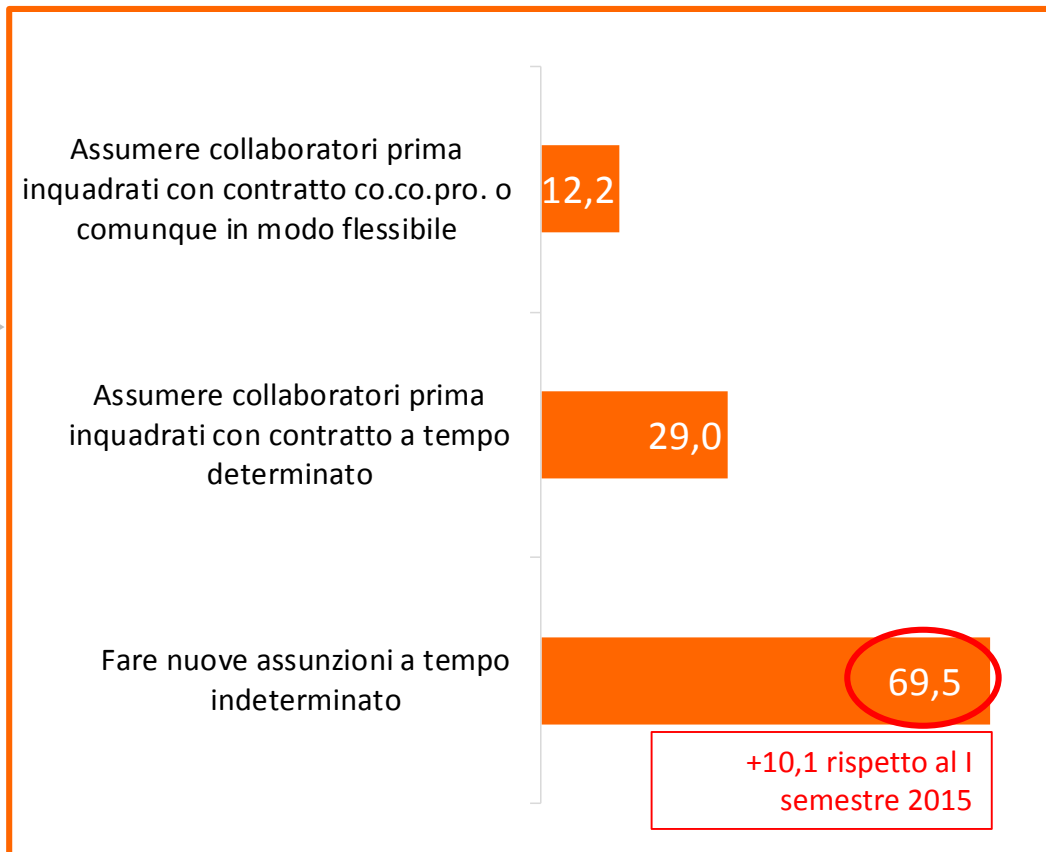 Assumere collaboratori prima
inquadrati con contratto co.co.pro. o
comunque in modo flessibile
12,2
Assumere collaboratori prima
inquadrati con contratto a tempo
determinato
29,0
Fare nuove assunzioni a tempo
indeterminato
69,5
+10,1 rispetto al I
semestre 2015